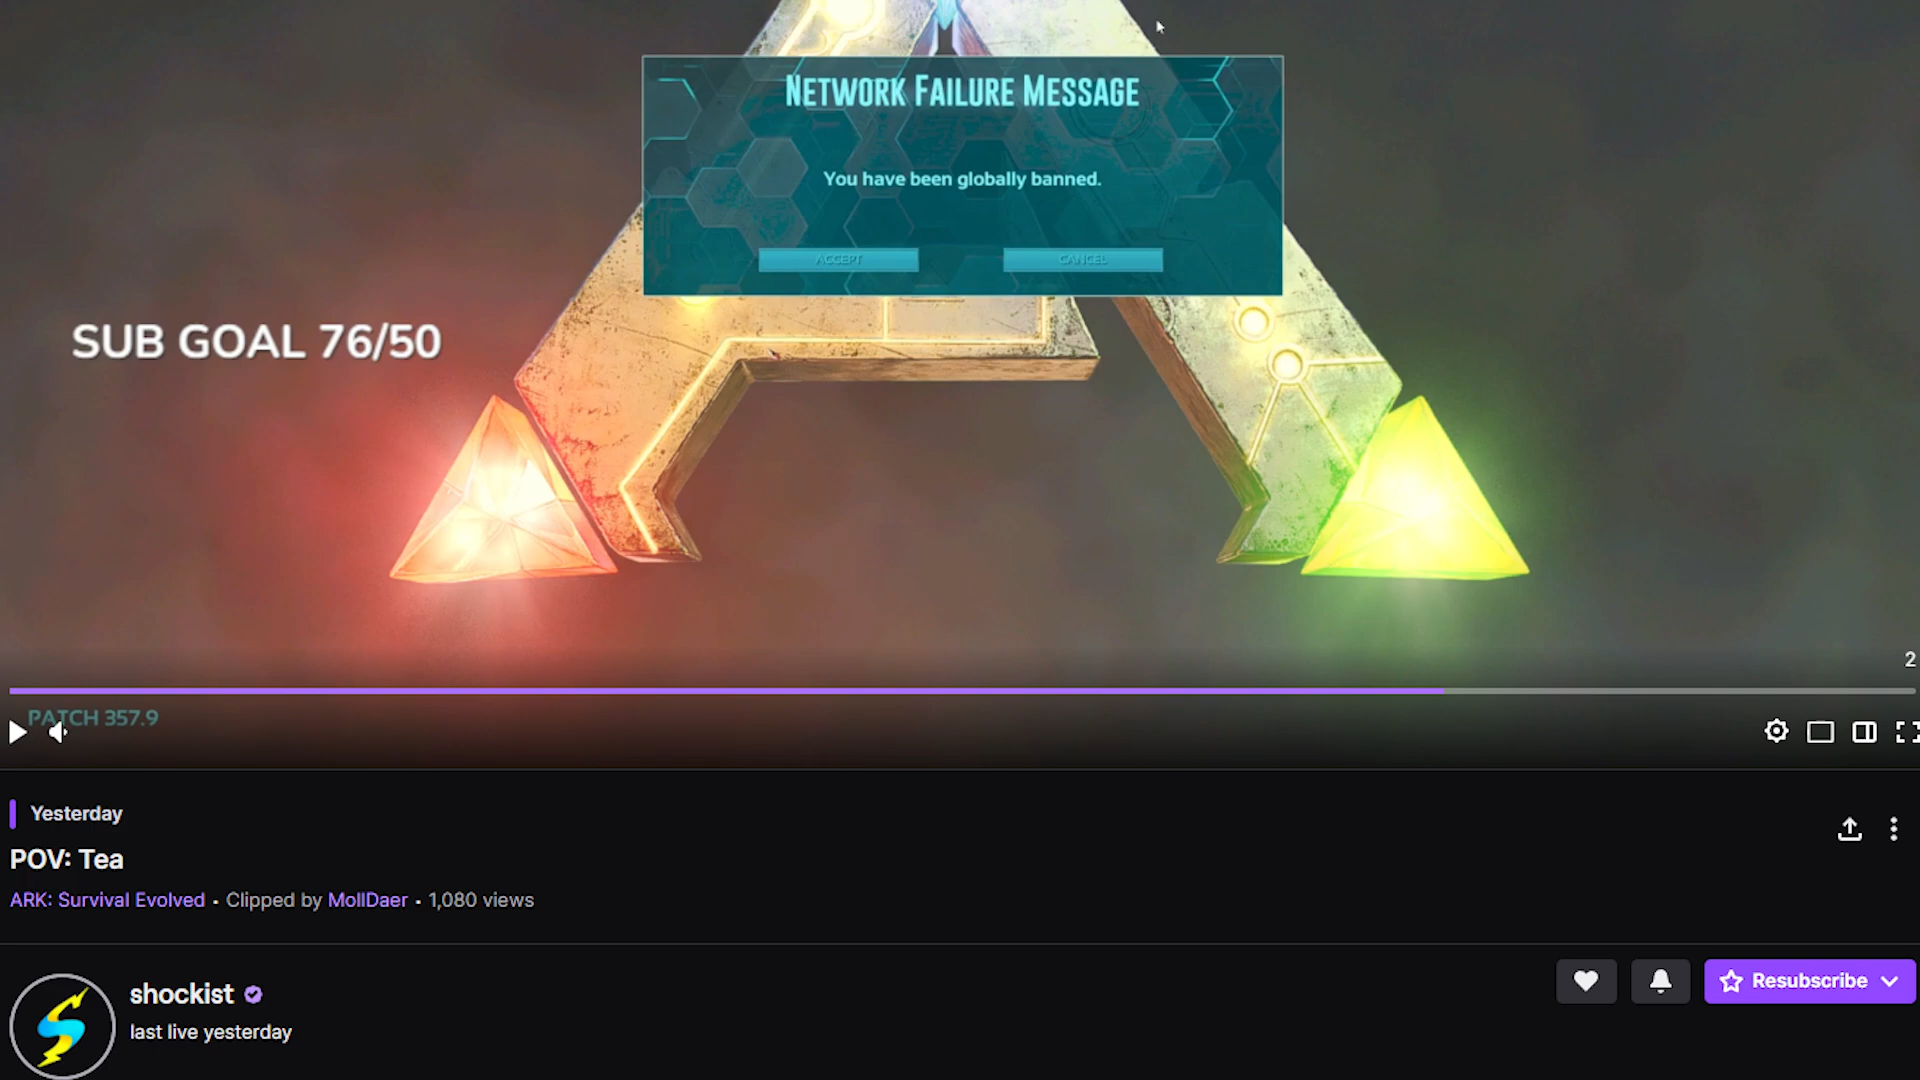 NETWORK FAILURE MESSAGE
You have been globally banned.
ACCEPT
CANCEL
SUB GOAL 76/50
2
PATCH 357.9
Yesterday
POV: Tea
ARK: Survival Evolved • Clipped by MollDaer • 1,080 views
shockist
Resubscribe
last live yesterday